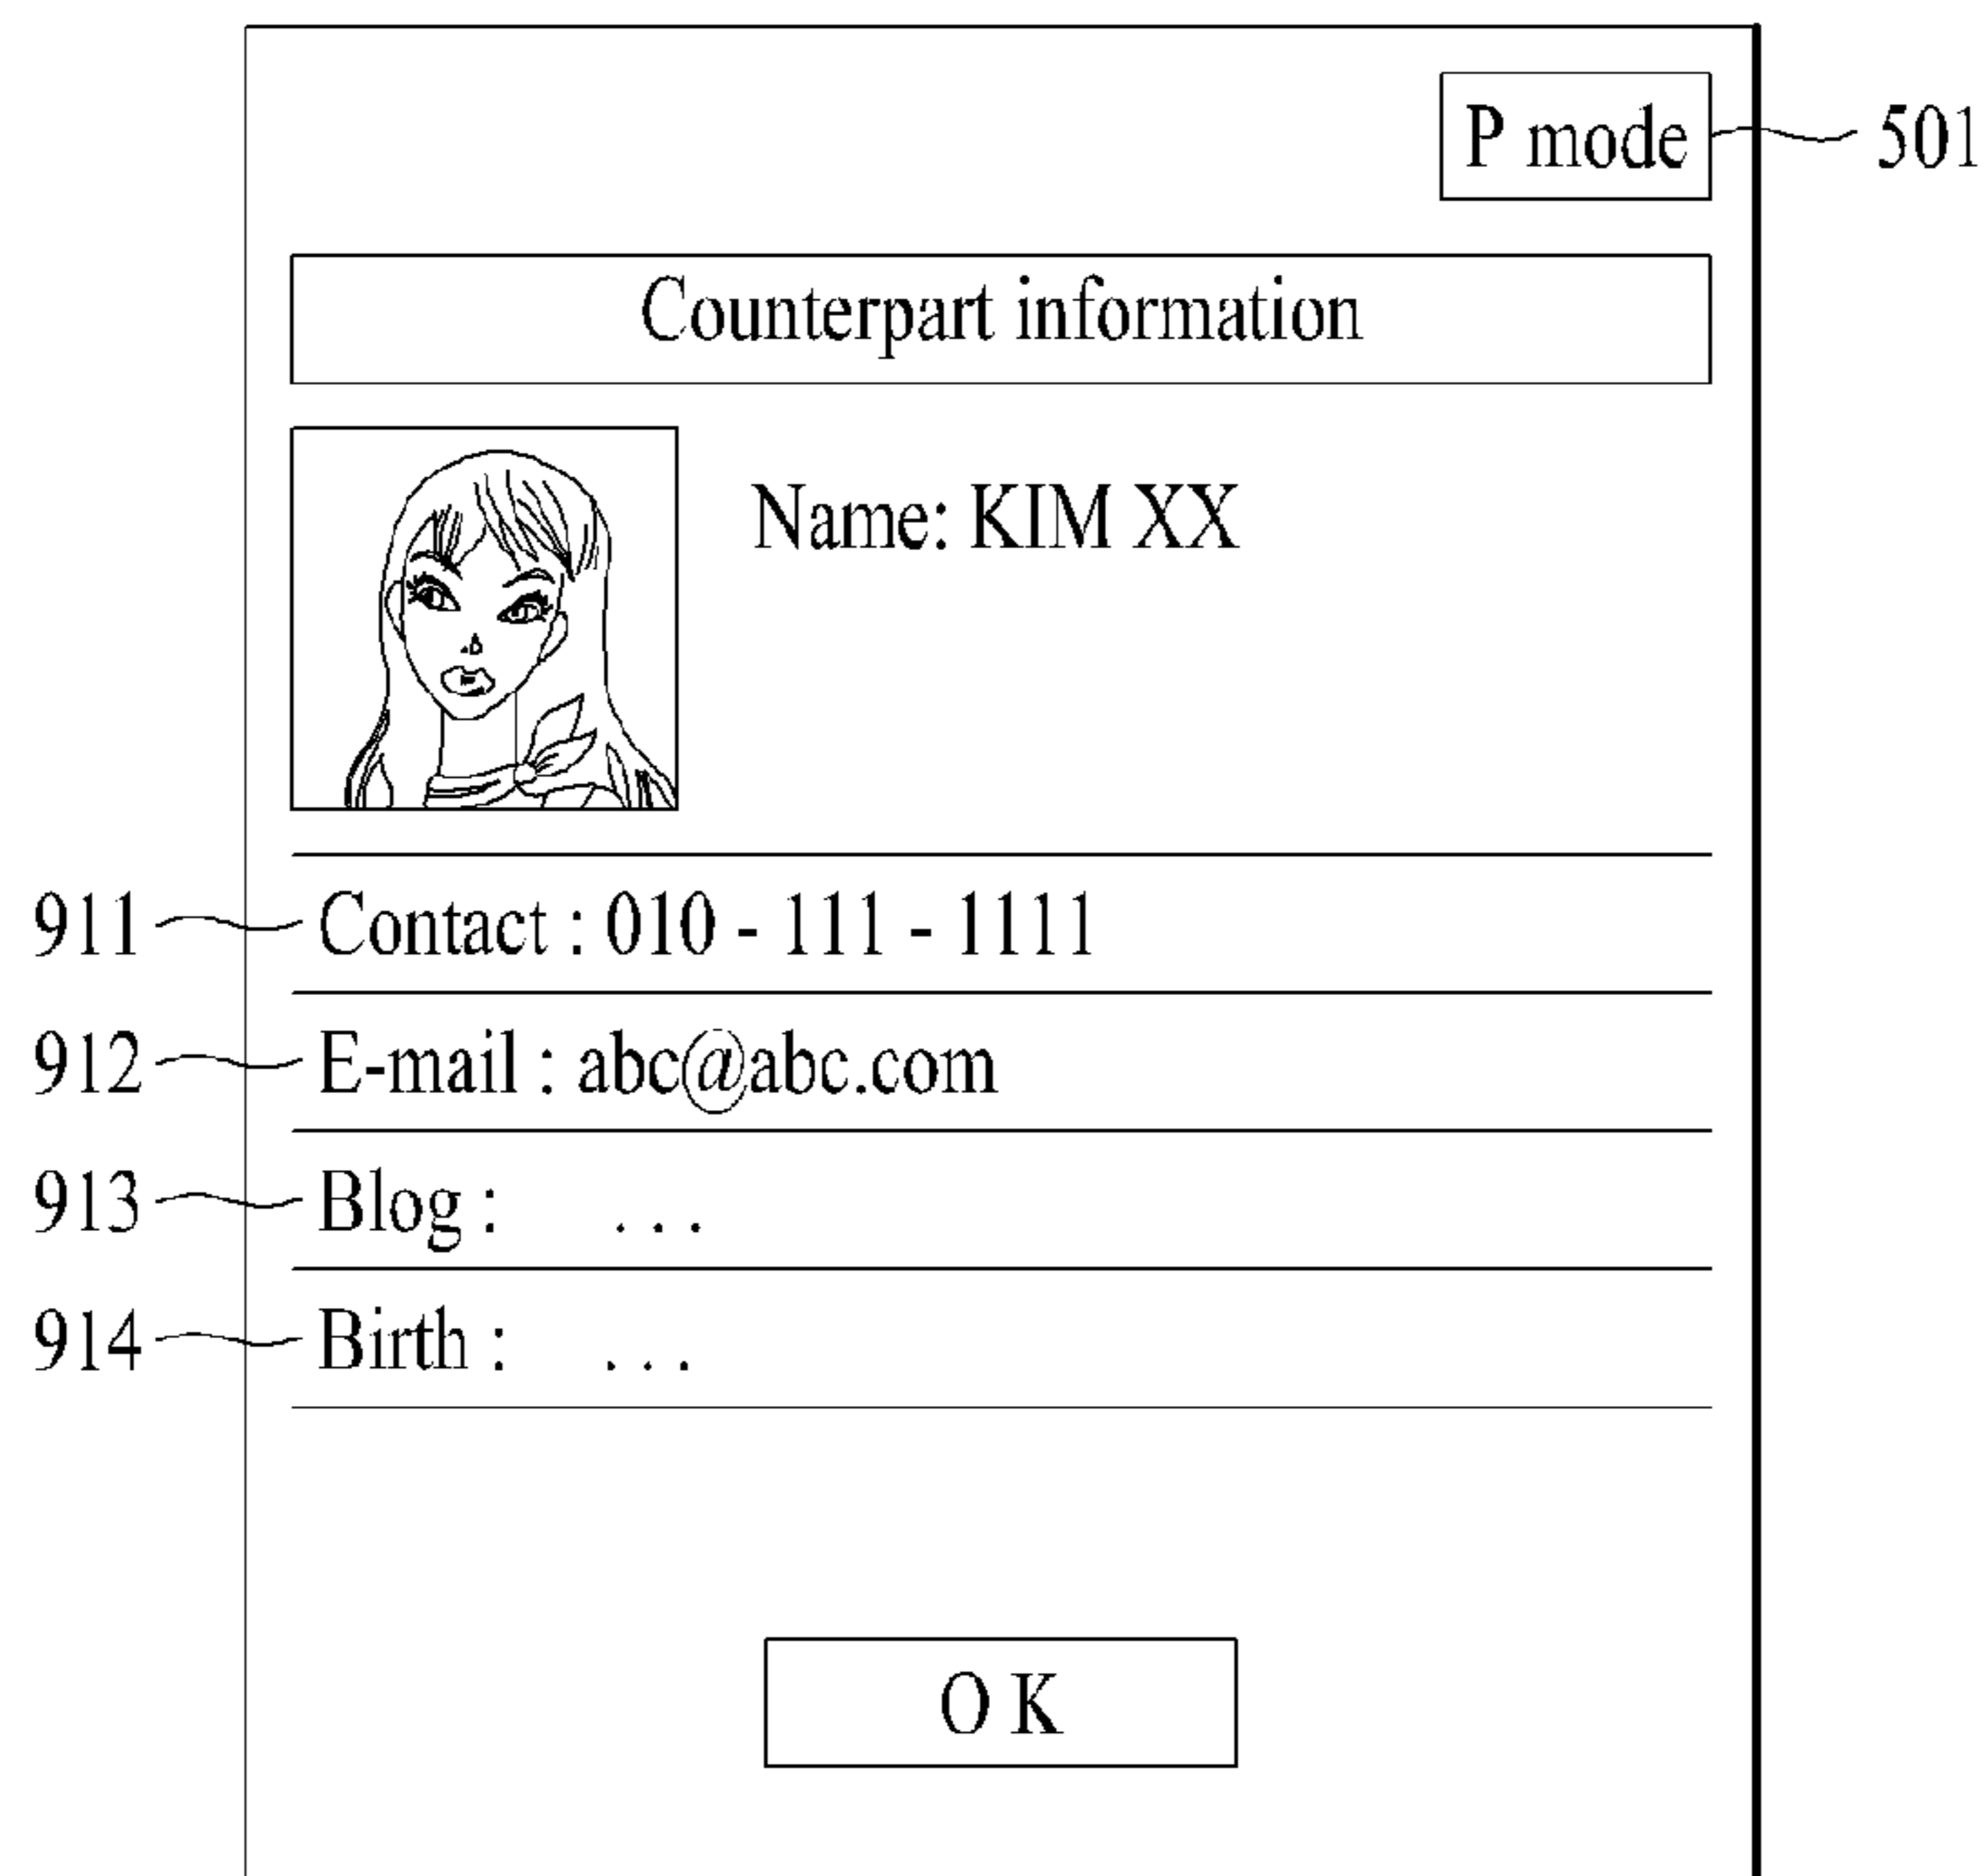 P mode 501
Counterpart information
Name: KIM XX
911 Contact : 010 - 111 - 1111
912 E-mail : abc@abc.com
913 Blog : ...
914 Birth : ...
O K